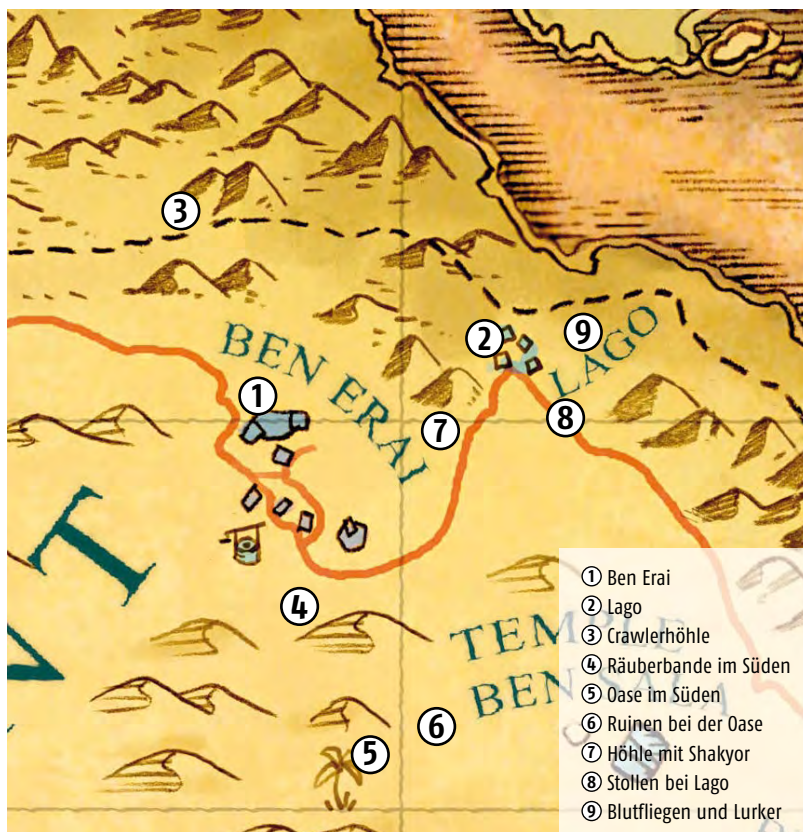 3
2
9
BEN ERAI
LAGO
1
7
8
4
TEMPLE
BEN SALA
6
5
1 Ben Erai
2 Lago
3 Crawlerhöhle
4 Räuberbande im Süden
5 Oase im Süden
6 Ruinen bei der Oase
7 Höhle mit Shakyor
8 Stollen bei Lago
9 Blutfliegen und Lurker